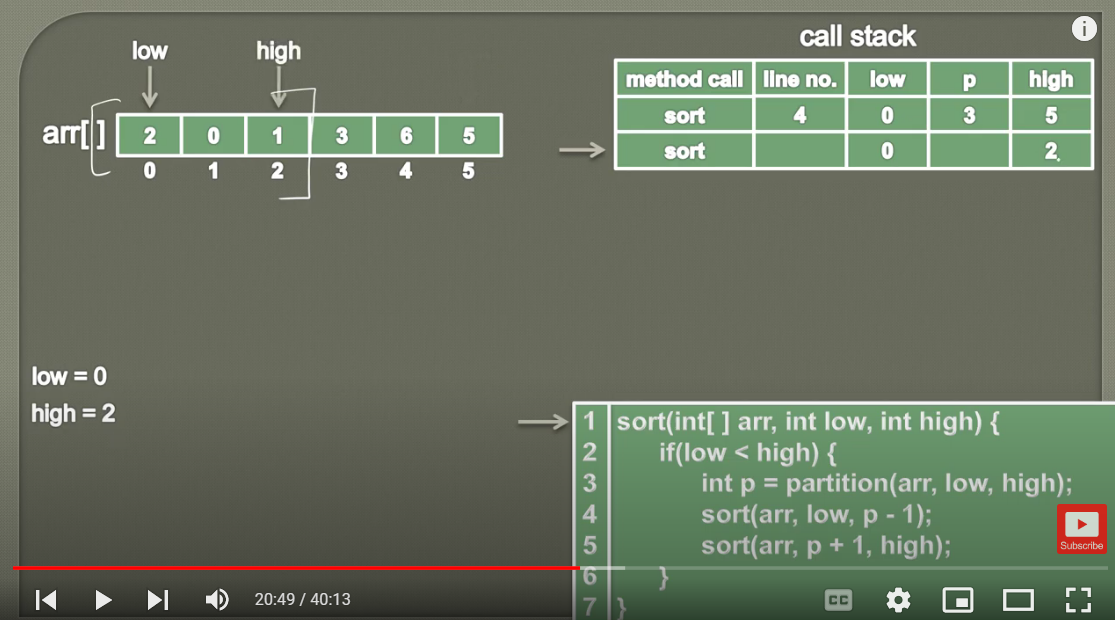 call stack
low high
method call line no. low p high
arr[ ] 2 0 1 3 6 5
sort 4 0 3 5
sort 0 2
0 1 2 3 4 5
low = 0
high = 2
1 sort(int[ ] arr, int low, int high) {
2 if(low < high) {
3 int p = partition(arr, low, high);
4 sort(arr, low, p - 1);
5 sort(arr, p + 1, high);
6 }
7 }
Subscribe
20:49 / 40:13
CC
i